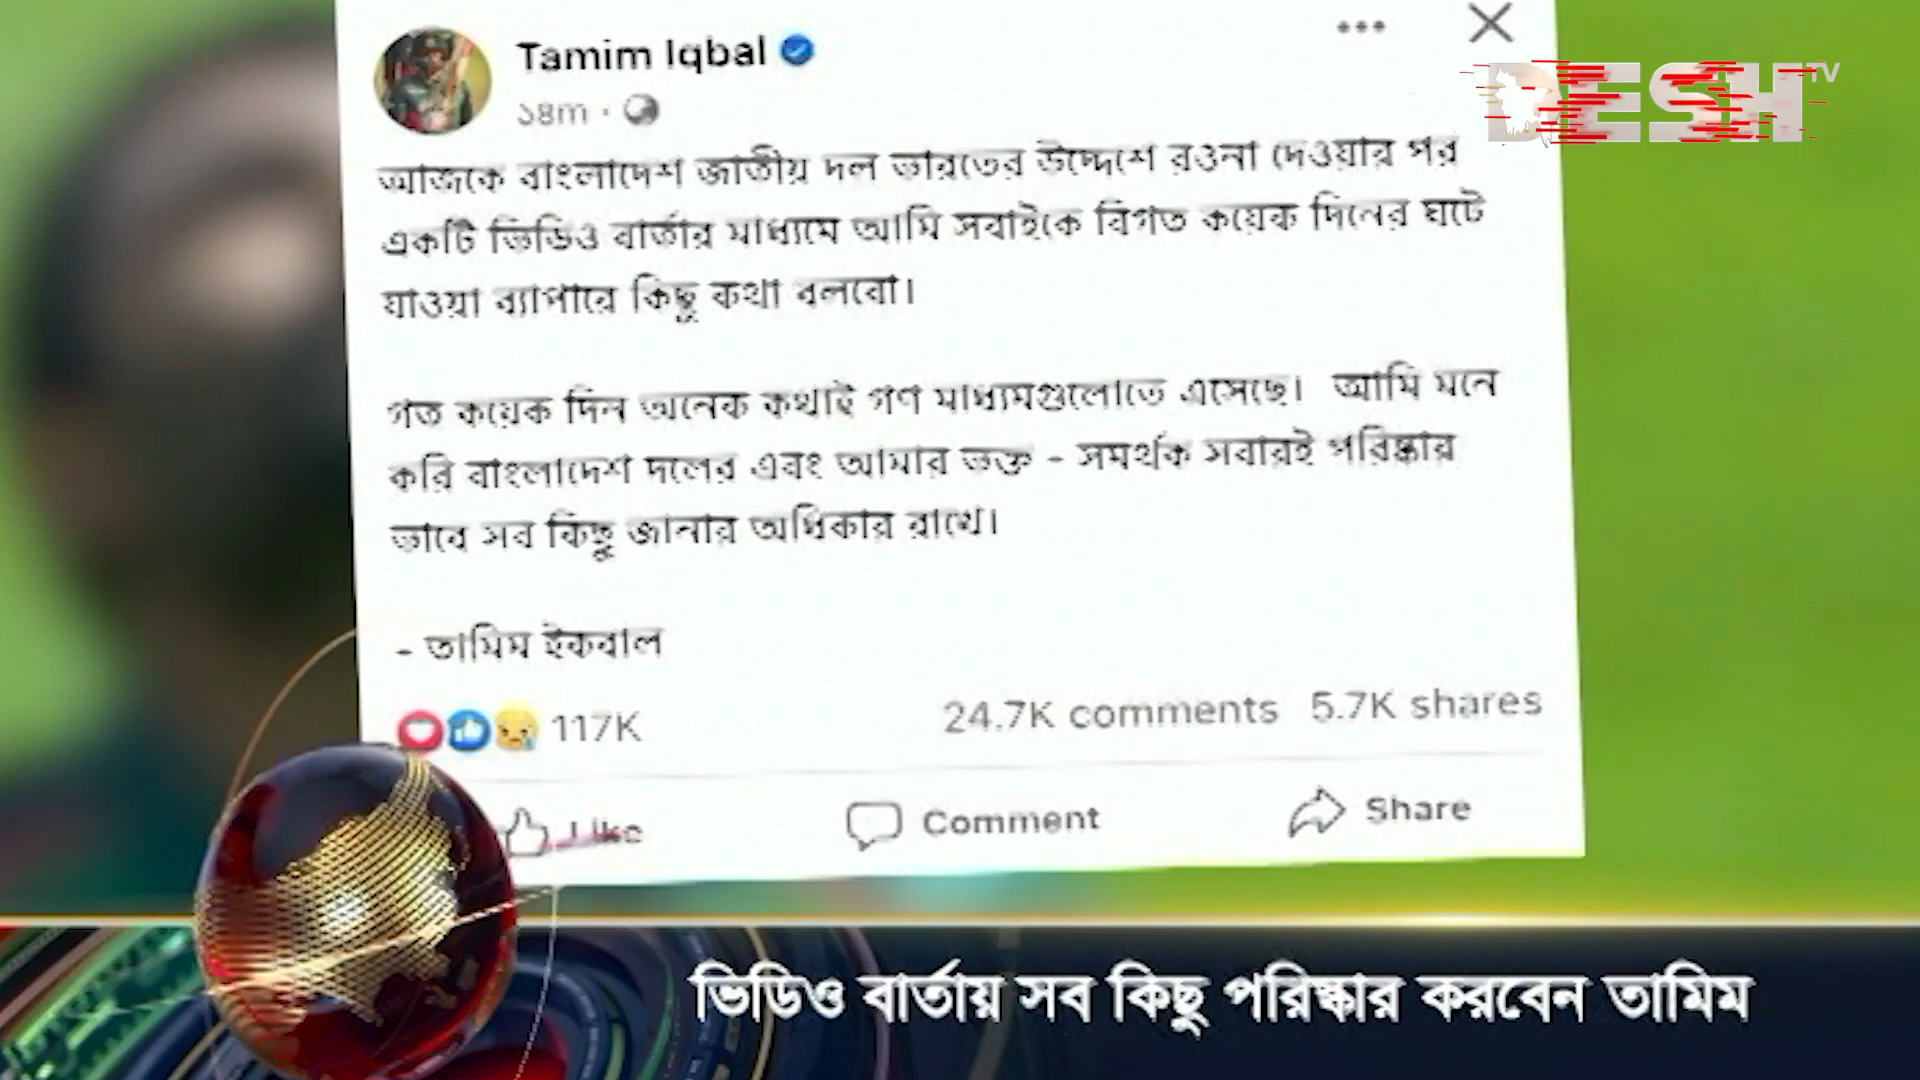 Tamim Iqbal
১৪m
DESH TV
আজকে বাংলাদেশ জাতীয় দল ভারতের উদ্দেশে রওনা দেওয়ার পর
একটি ভিডিও বার্তার মাধ্যমে আমি সবাইকে বিগত কয়েক দিনের ঘটে
যাওয়া ব্যাপারে কিছু কথা বলবো।
গত কয়েক দিন অনেক কথাই গণ মাধ্যমগুলোতে এসেছে। আমি মনে
করি বাংলাদেশ দলের এবং আমার ভক্ত - সমর্থক সবারই পরিষ্কার
ভাবে সব কিছু জানার অধিকার রাখে।
- তামিম ইকবাল
117K 24.7K comments 5.7K shares
Like Comment Share
ভিডিও বার্তায় সব কিছু পরিষ্কার করবেন তামিম